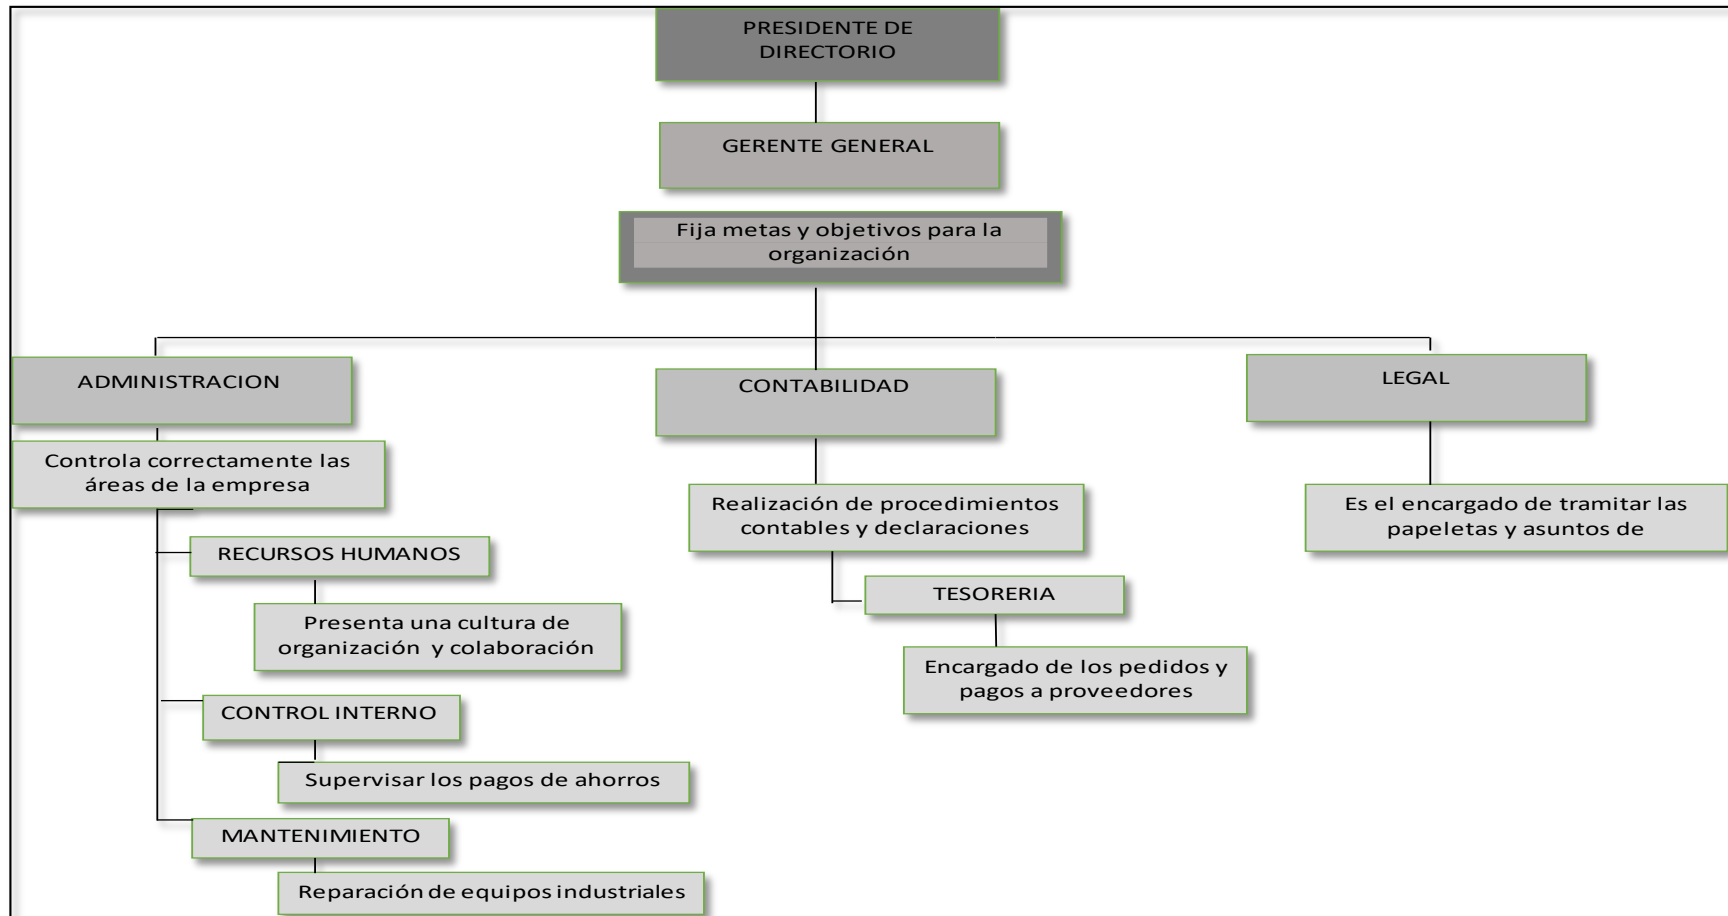 PRESIDENTE DE
DIRECTORIO
GERENTE GENERAL
Fija metas y objetivos para la
organización
ADMINISTRACION
Controla correctamente las
áreas de la empresa
RECURSOS HUMANOS
Presenta una cultura de
organización y colaboración
CONTROL INTERNO
Supervisar los pagos de ahorros
MANTENIMIENTO
Reparación de equipos industriales
CONTABILIDAD
Realización de procedimientos
contables y declaraciones
TESORERIA
Encargado de los pedidos y
pagos a proveedores
LEGAL
Es el encargado de tramitar las
papeletas y asuntos de